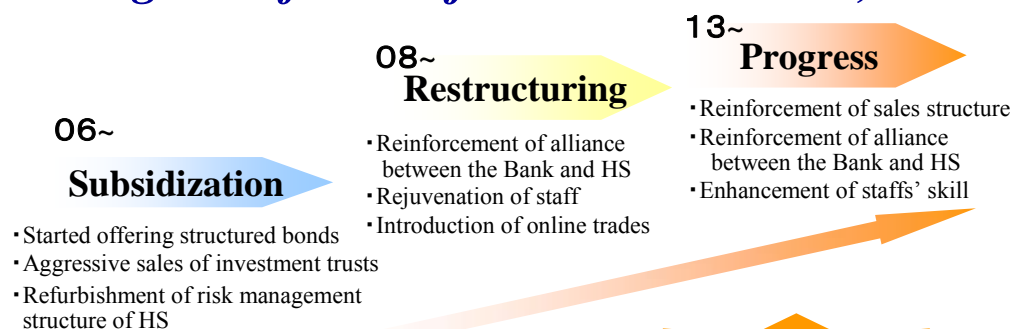 06~
Subsidization
・Started offering structured bonds
・Aggressive sales of investment trusts
・Refurbishment of risk management
structure of HS
08~
Restructuring
・Reinforcement of alliance
between the Bank and HS
・Rejuvenation of staff
・Introduction of online trades
13~
Progress
・Reinforcement of sales structure
・Reinforcement of alliance
between the Bank and HS
・Enhancement of staffs' skill